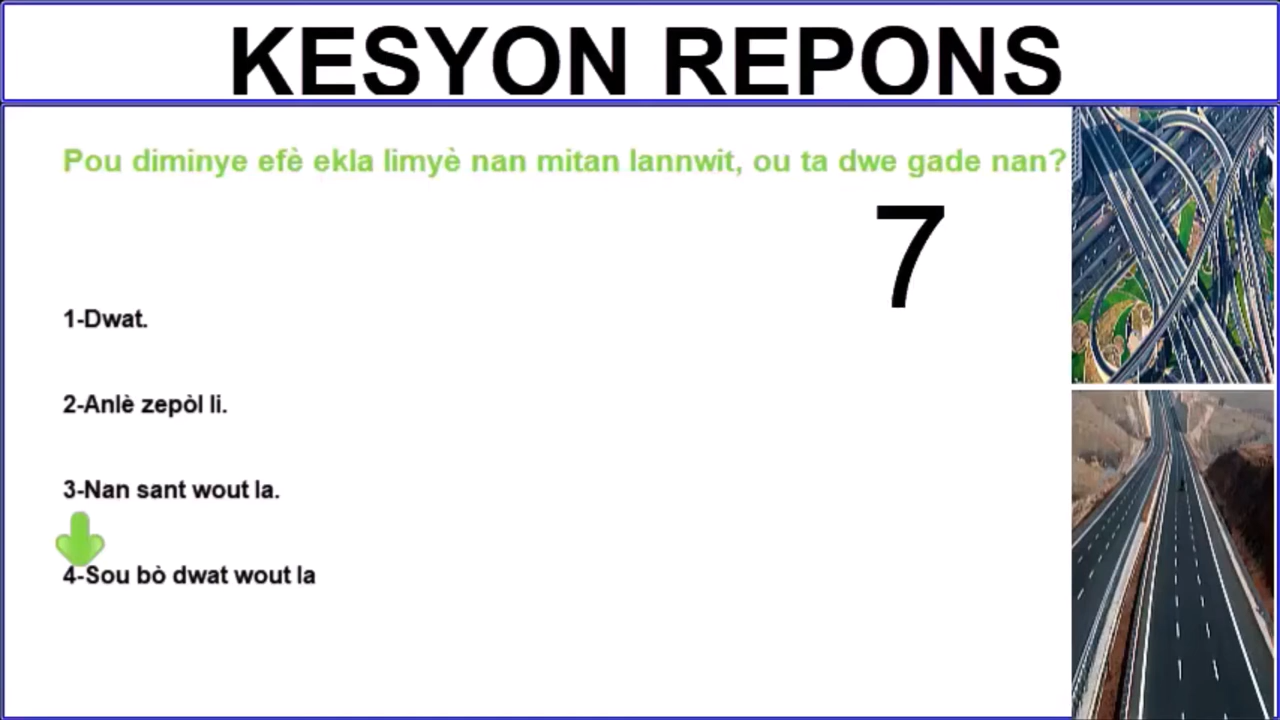 KESYON REPONS
Pou diminye efè ekla limyè nan mitan lannwit, ou ta dwe gade nan?
7
1-Dwat.
2-Anlè zepòl li.
3-Nan sant wout la.
4-Sou bò dwat wout la